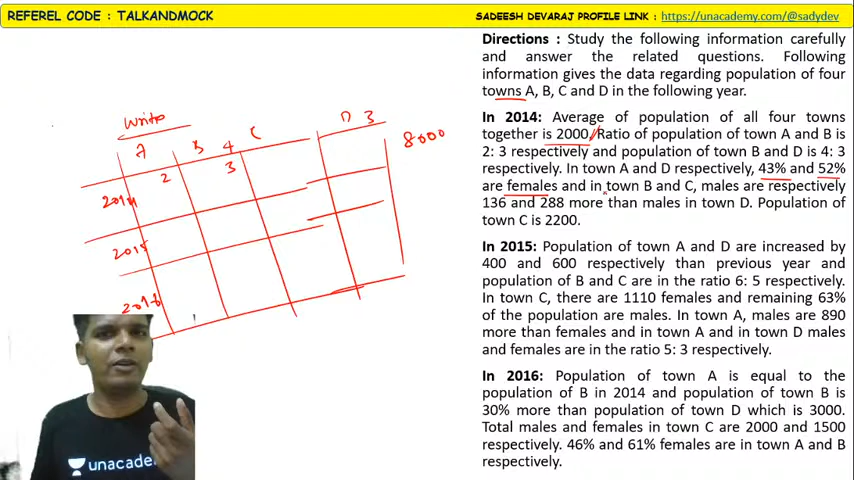 REFEREL CODE : TALKANDMOCK
SADEESH DEVARAJ PROFILE LINK : https://unacademy.com/@sadydev
Directions : Study the following information carefully
and answer the related questions. Following
information gives the data regarding population of four
towns A, B, C and D in the following year.
In 2014: Average of population of all four towns
together is 2000. Ratio of population of town A and B is
2: 3 respectively and population of town B and D is 4: 3
respectively. In town A and D respectively, 43% and 52%
are females and in town B and C, males are respectively
136 and 288 more than males in town D. Population of
town C is 2200.
In 2015: Population of town A and D are increased by
400 and 600 respectively than previous year and
population of B and C are in the ratio 6: 5 respectively.
In town C, there are 1110 females and remaining 63%
of the population are males. In town A, males are 890
more than females and in town A and in town D males
and females are in the ratio 5: 3 respectively.
In 2016: Population of town A is equal to the
population of B in 2014 and population of town B is
30% more than population of town D which is 3000.
Total males and females in town C are 2000 and 1500
respectively. 46% and 61% females are in town A and B
respectively.
Write
A B 4 C D 3 8000
2014 2 3
2015
2016
unacadem